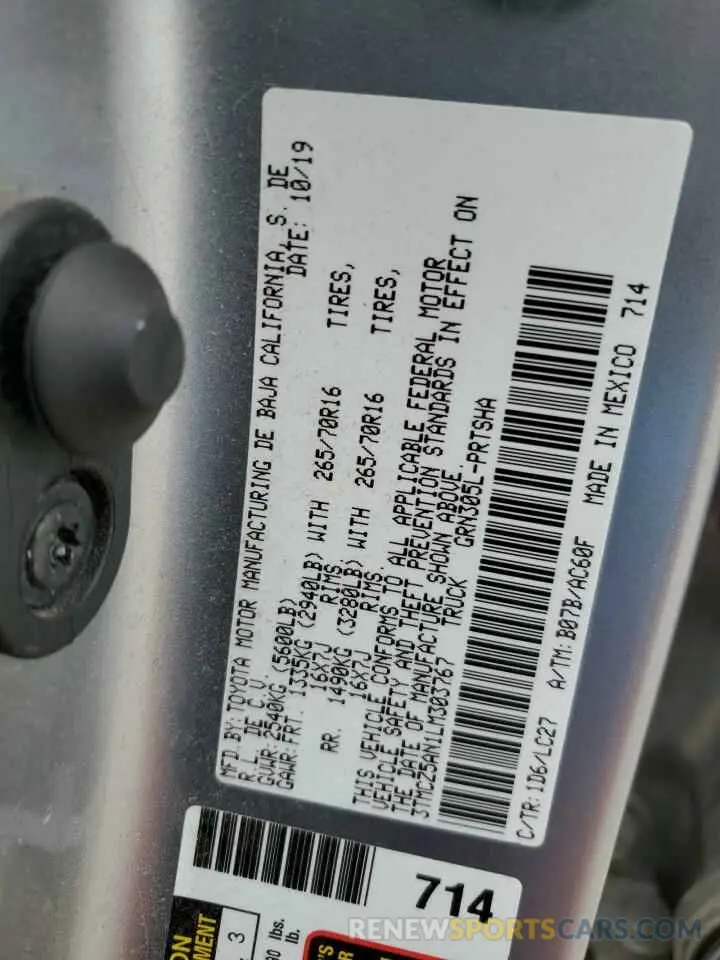 MFD. BY: TOYOTA MOTOR MANUFACTURING DE BAJA CALIFORNIA, S. DE
R.L. DE C.V. DATE: 10/19
GVWR: 2540KG (5600LB)
GAWR: FRT. 1335KG (2940LB) WITH 265/70R16 TIRES,
16X7J RIMS,
RR. 1490KG (3280LB) WITH 265/70R16 TIRES,
16X7J RIMS
THIS VEHICLE CONFORMS TO ALL APPLICABLE FEDERAL MOTOR
VEHICLE SAFETY AND THEFT PREVENTION STANDARDS IN EFFECT ON
THE DATE OF MANUFACTURE SHOWN ABOVE.
3TMCZ5AN1LM303767 TRUCK GRN305L-PRTSHA
C/TR: 1D6/LC27 A/TM: B07B/AC60F MADE IN MEXICO 714
714
3
lbs.
lb.
RENEWSPORTSCARS.COM